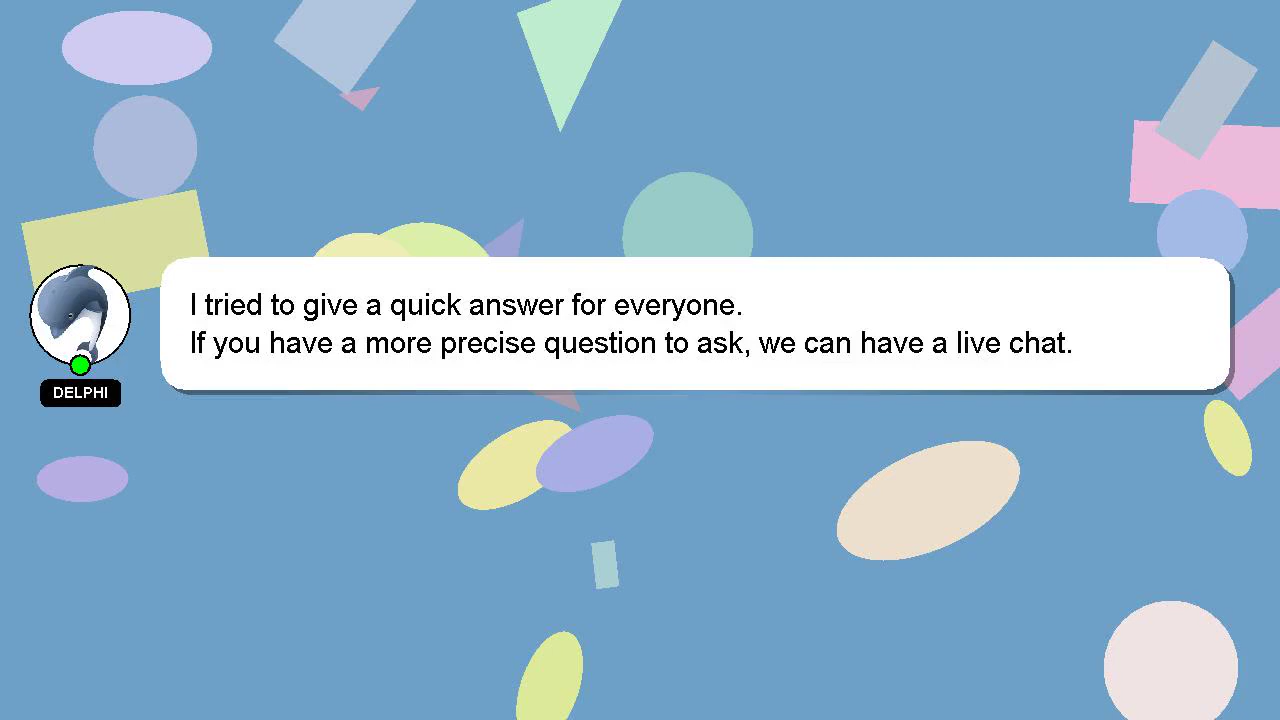 I tried to give a quick answer for everyone.
If you have a more precise question to ask, we can have a live chat.
DELPHI